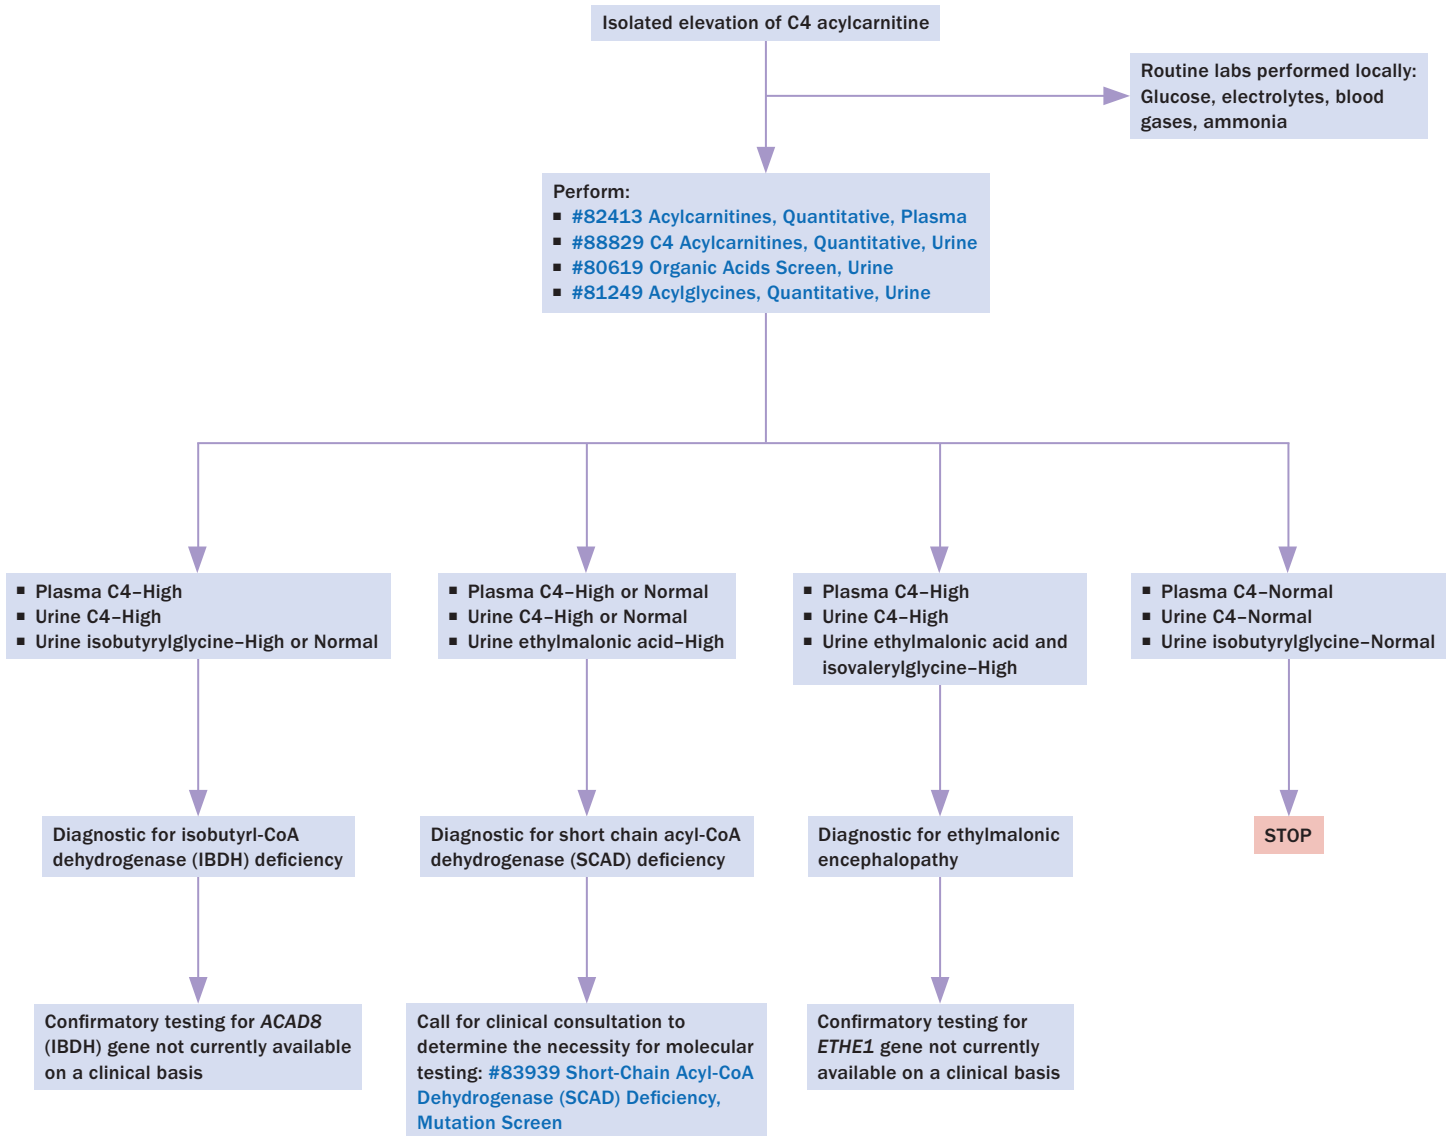 Isolated elevation of C4 acylcarnitine
Routine labs performed locally:
Glucose, electrolytes, blood
gases, ammonia
Perform:
▪ #82413 Acylcarnitines, Quantitative, Plasma
▪ #88829 C4 Acylcarnitines, Quantitative, Urine
▪ #80619 Organic Acids Screen, Urine
▪ #81249 Acylglycines, Quantitative, Urine
▪ Plasma C4–High
▪ Urine C4–High
▪ Urine isobutyrylglycine–High or Normal
▪ Plasma C4–High or Normal
▪ Urine C4–High or Normal
▪ Urine ethylmalonic acid–High
▪ Plasma C4–High
▪ Urine C4–High
▪ Urine ethylmalonic acid and
isovalerylglycine–High
▪ Plasma C4–Normal
▪ Urine C4–Normal
▪ Urine isobutyrylglycine–Normal
Diagnostic for isobutyrl-CoA
dehydrogenase (IBDH) deficiency
Diagnostic for short chain acyl-CoA
dehydrogenase (SCAD) deficiency
Diagnostic for ethylmalonic
encephalopathy
STOP
Confirmatory testing for ACAD8
(IBDH) gene not currently available
on a clinical basis
Call for clinical consultation to
determine the necessity for molecular
testing: #83939 Short-Chain Acyl-CoA
Dehydrogenase (SCAD) Deficiency,
Mutation Screen
Confirmatory testing for
ETHE1 gene not currently
available on a clinical basis